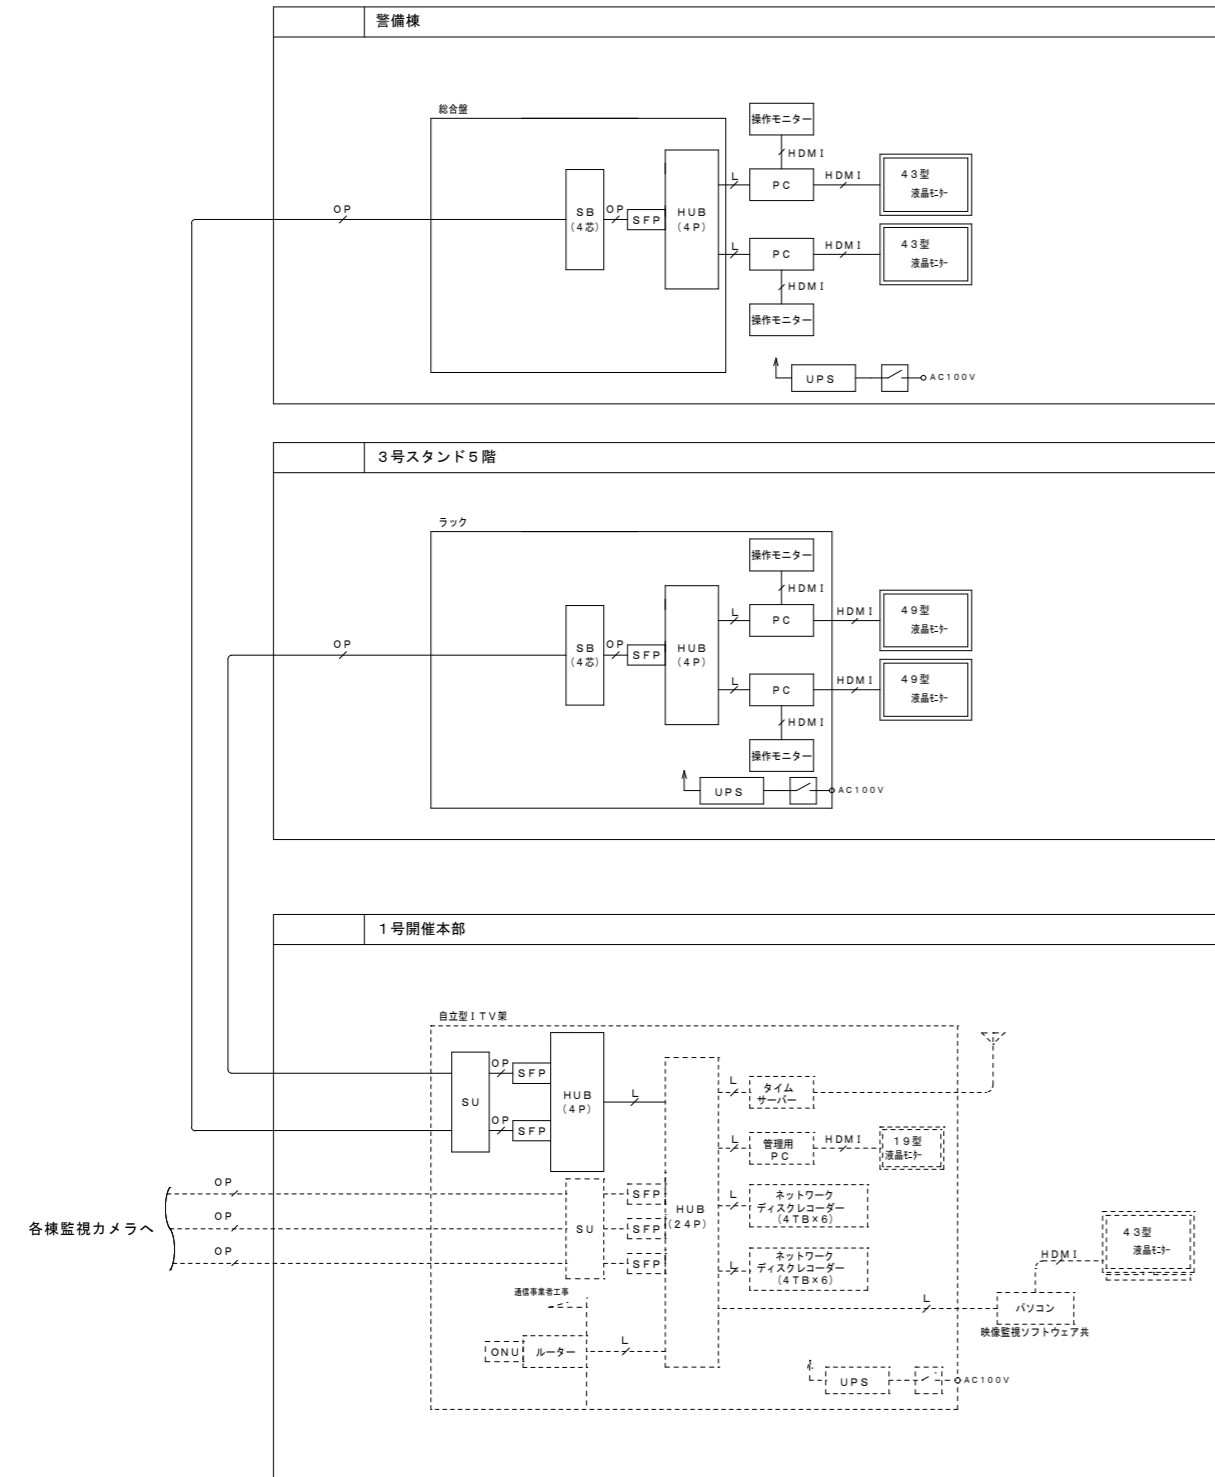 警備棟
総合盤
操作モニター
HDMI
L
PC
HDMI
43型
液晶ﾓﾆﾀｰ
OP
SB
(4芯)
OP
SFP
HUB
(4P)
L
PC
HDMI
43型
液晶ﾓﾆﾀｰ
HDMI
操作モニター
UPS
AC100V
3号スタンド5階
ラック
操作モニター
HDMI
L
PC
HDMI
49型
液晶ﾓﾆﾀｰ
OP
SB
(4芯)
OP
SFP
HUB
(4P)
L
PC
HDMI
49型
液晶ﾓﾆﾀｰ
HDMI
操作モニター
UPS
AC100V
1号開催本部
自立型ITV架
SU
OP
SFP
OP
SFP
HUB
(4P)
L
L
タイム
サーバー
L
管理用
PC
HDMI
19型
液晶ﾓﾆﾀｰ
各棟監視カメラへ
OP
OP
OP
SU
SFP
SFP
SFP
HUB
(24P)
L
ネットワーク
ディスクレコーダー
(4TB×6)
L
ネットワーク
ディスクレコーダー
(4TB×6)
43型
液晶ﾓﾆﾀｰ
HDMI
L
パソコン
映像監視ソフトウェア共
通信事業者工事
ONU
ルーター
L
UPS
AC100V